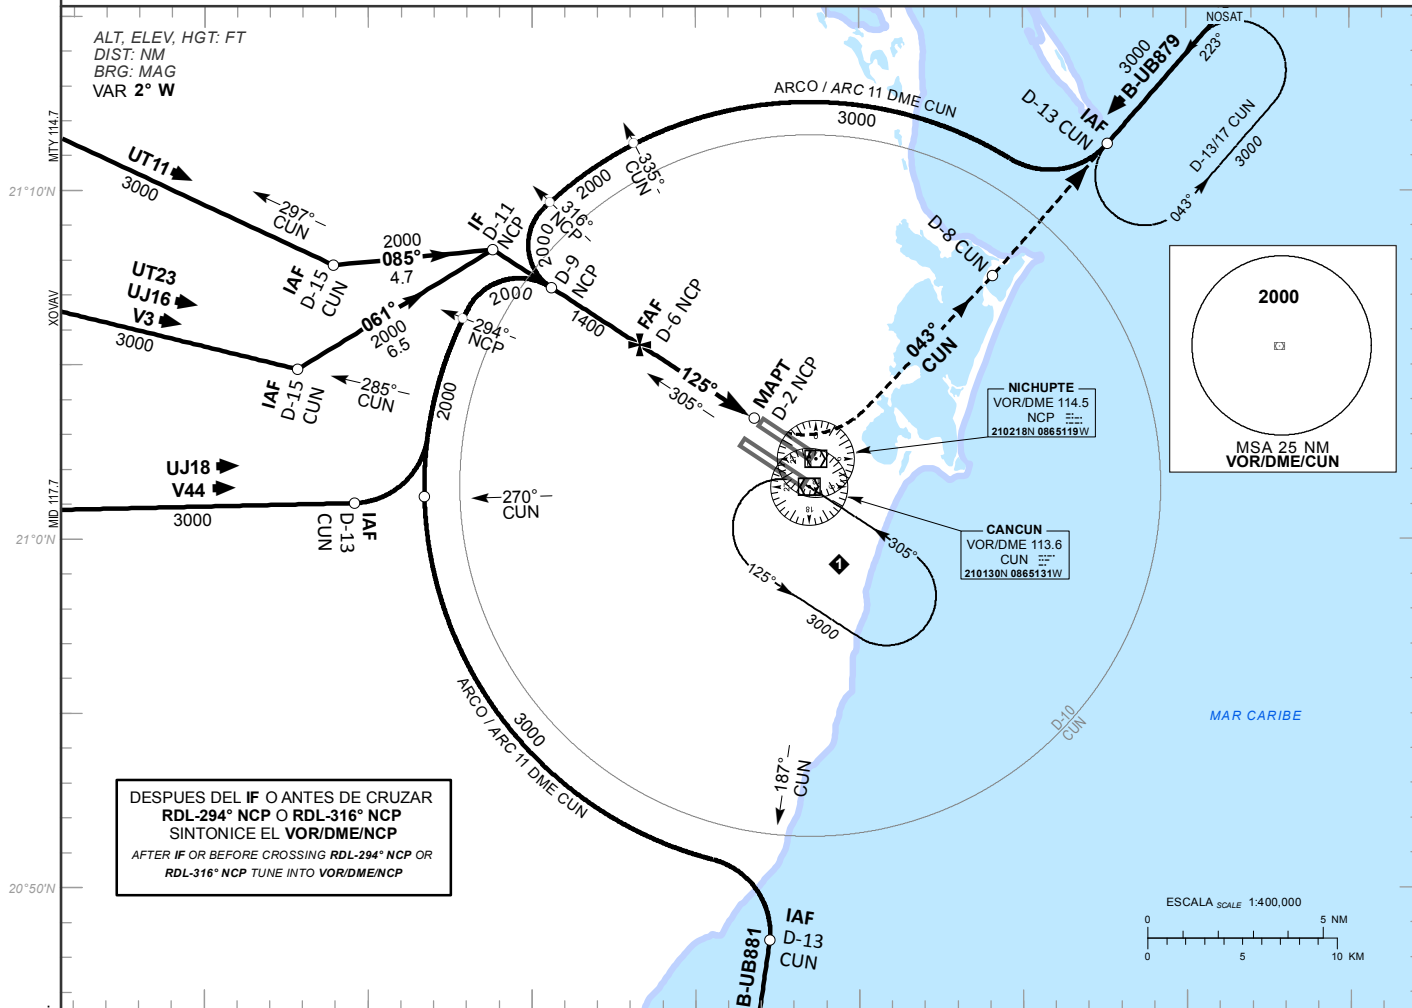 NOSAT
ALT, ELEV, HGT: FT
DIST: NM
BRG: MAG
VAR 2° W
3000
B-UB879
223°
ARCO / ARC 11 DME CUN
3000
IAF
D-13 CUN
D-13/17 CUN
3000
043°
MTY 114.7
UT11
3000
21°10'N
297°
CUN
335°
CUN
2000
316°
NCP
2000
IF
D-11
NCP
2000
085°
4.7
IAF
D-15
CUN
D-9
NCP
D-8 CUN
UT23
UJ16
V3
3000
XOVAV
061°
2000
6.5
2000
294°
NCP
1400
FAF
D-6 NCP
043°
CUN
2000
MSA 25 NM
VOR/DME/CUN
IAF
D-15
CUN
285°
CUN
2000
125°
305°
MAPT
D-2 NCP
NICHUPTE
VOR/DME 114.5
NCP
210218N 0865119W
UJ18
V44
3000
MID 117.7
IAF
D-13
CUN
270°
CUN
18
CANCUN
VOR/DME 113.6
CUN
210130N 0865131W
21°0'N
305°
125°
1
3000
ARCO / ARC 11 DME CUN
3000
D-10
CUN
MAR CARIBE
187°
CUN
DESPUES DEL IF O ANTES DE CRUZAR
RDL-294° NCP O RDL-316° NCP
SINTONICE EL VOR/DME/NCP
AFTER IF OR BEFORE CROSSING RDL-294° NCP OR
RDL-316° NCP TUNE INTO VOR/DME/NCP
20°50'N
IAF
D-13
CUN
B-UB881
ESCALA SCALE 1:400,000
0 5 NM
0 5 10 KM